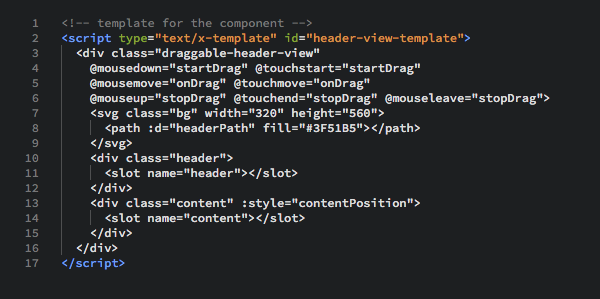 1 <!-- template for the component -->
2 <script type="text/x-template" id="header-view-template">
3   <div class="draggable-header-view"
4     @mousedown="startDrag" @touchstart="startDrag"
5     @mousemove="onDrag" @touchmove="onDrag"
6     @mouseup="stopDrag" @touchend="stopDrag" @mouseleave="stopDrag">
7     <svg class="bg" width="320" height="560">
8       <path :d="headerPath" fill="#3F51B5"></path>
9     </svg>
10     <div class="header">
11       <slot name="header"></slot>
12     </div>
13     <div class="content" :style="contentPosition">
14       <slot name="content"></slot>
15     </div>
16   </div>
17 </script>